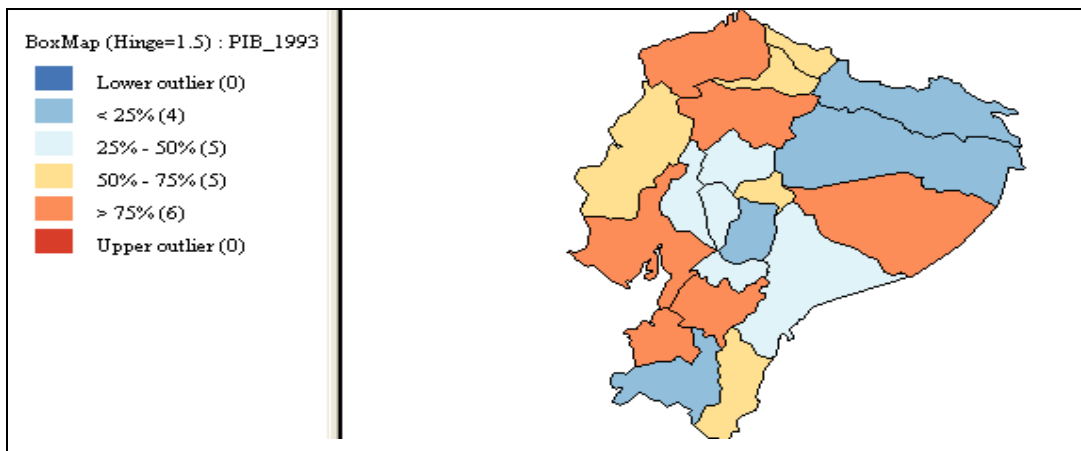 BoxMap (Hinge=1.5) : PIB_1993
Lower outlier (0)
< 25% (4)
25% - 50% (5)
50% - 75% (5)
> 75% (6)
Upper outlier (0)